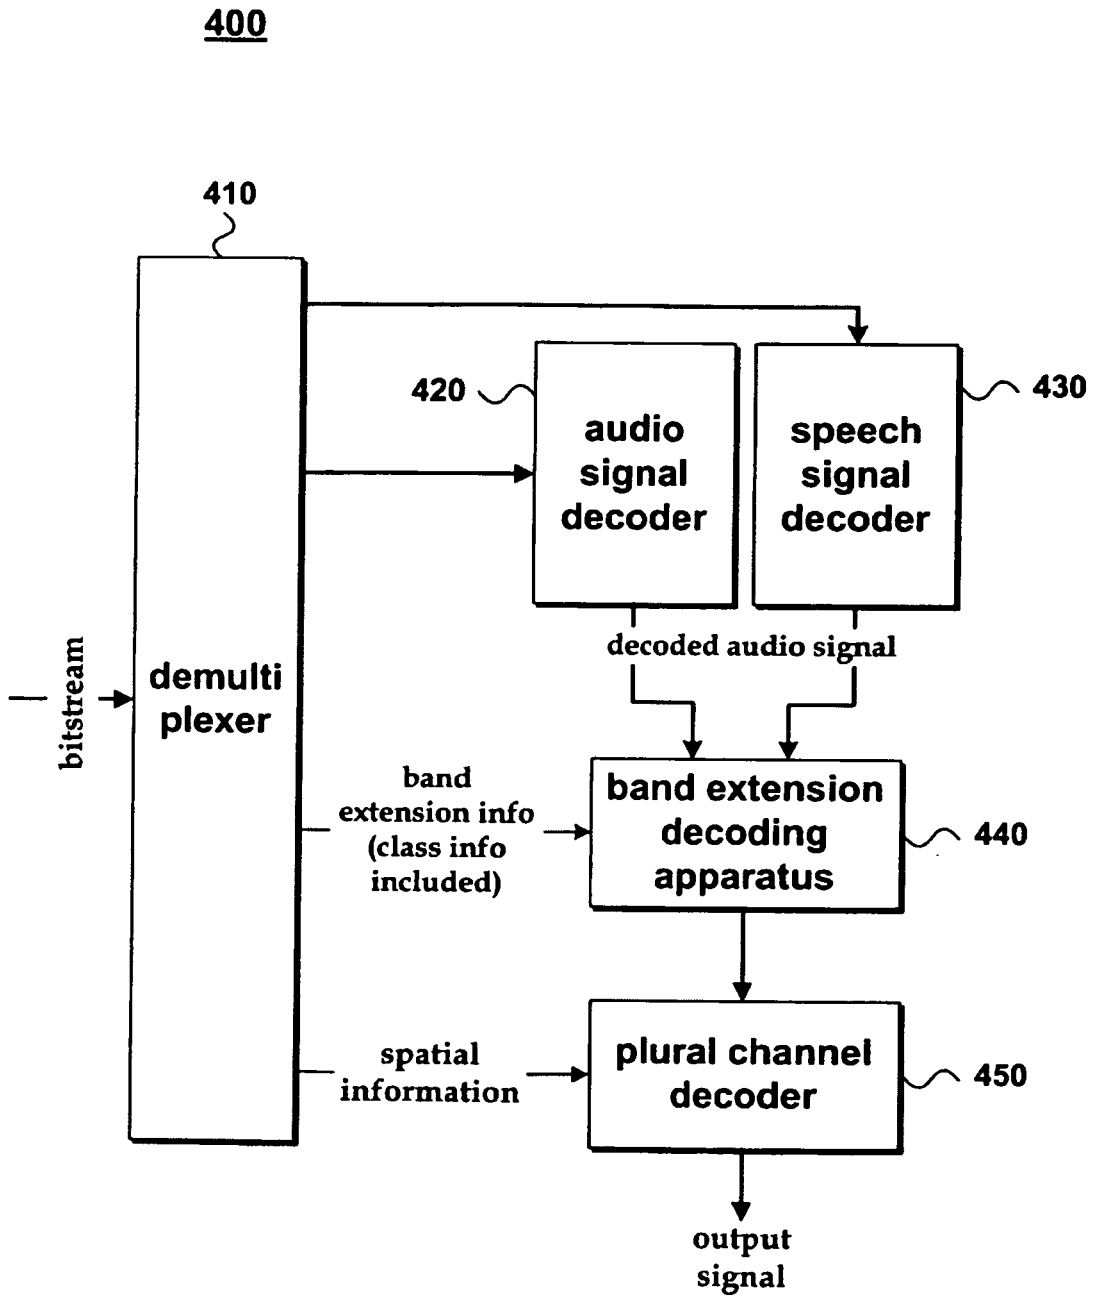 400
410
420
audio
signal
decoder
speech
signal
decoder
430
decoded audio signal
bitstream
demulti
plexer
band
extension info
(class info
included)
band extension
decoding
apparatus
440
spatial
information
plural channel
decoder
450
output
signal